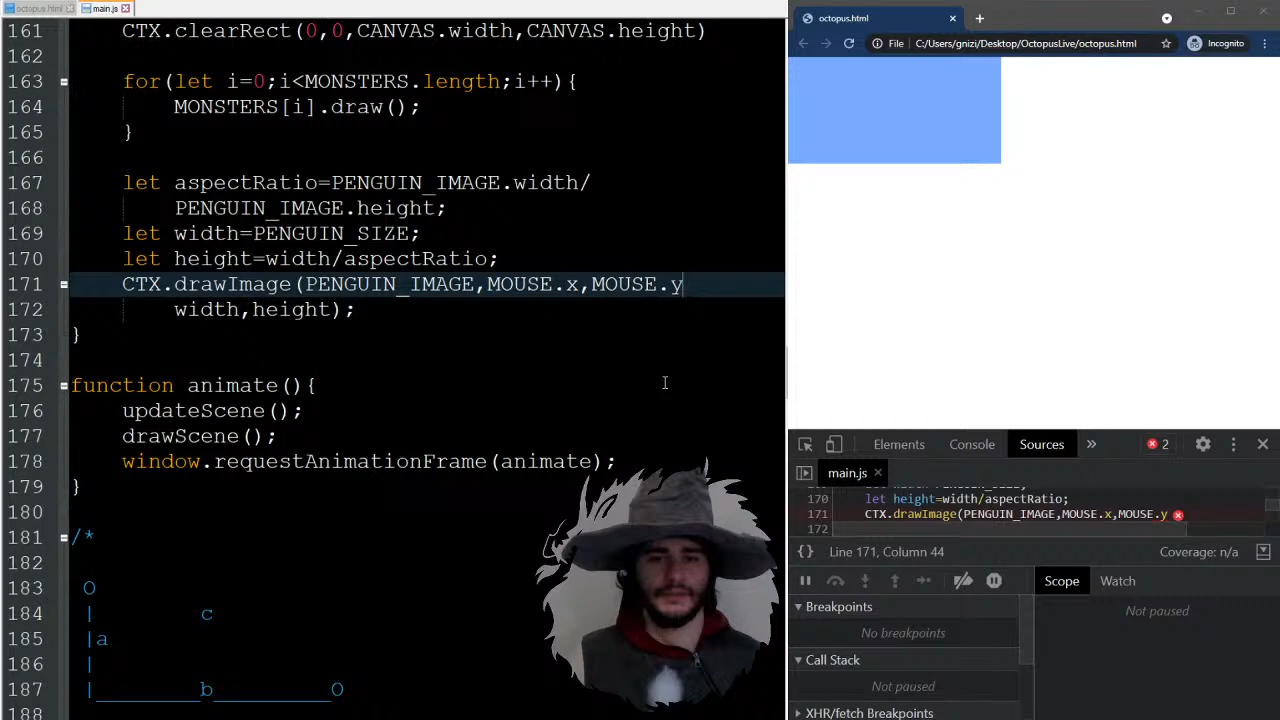 octopus.html
main.js
161 CTX.clearRect(0,0,CANVAS.width,CANVAS.height)
162
163 for(let i=0;i<MONSTERS.length;i++){
164 MONSTERS[i].draw();
165 }
166
167 let aspectRatio=PENGUIN_IMAGE.width/
168 PENGUIN_IMAGE.height;
169 let width=PENGUIN_SIZE;
170 let height=width/aspectRatio;
171 CTX.drawImage(PENGUIN_IMAGE,MOUSE.x,MOUSE.y
172 width,height);
173 }
174
175 function animate(){
176 updateScene();
177 drawScene();
178 window.requestAnimationFrame(animate);
179 }
180
181 /*
182
183 O
184 | c
185 |a
186 |
187 |________b_________O
188
octopus.html
File C:/Users/gnizi/Desktop/OctopusLive/octopus.html Incognito
Elements Console Sources 2
main.js
170 let height=width/aspectRatio;
171 CTX.drawImage(PENGUIN_IMAGE,MOUSE.x,MOUSE.y
172
{} Line 171, Column 44 Coverage: n/a
Scope Watch
Breakpoints
No breakpoints
Not paused
Call Stack
Not paused
XHR/fetch Breakpoints